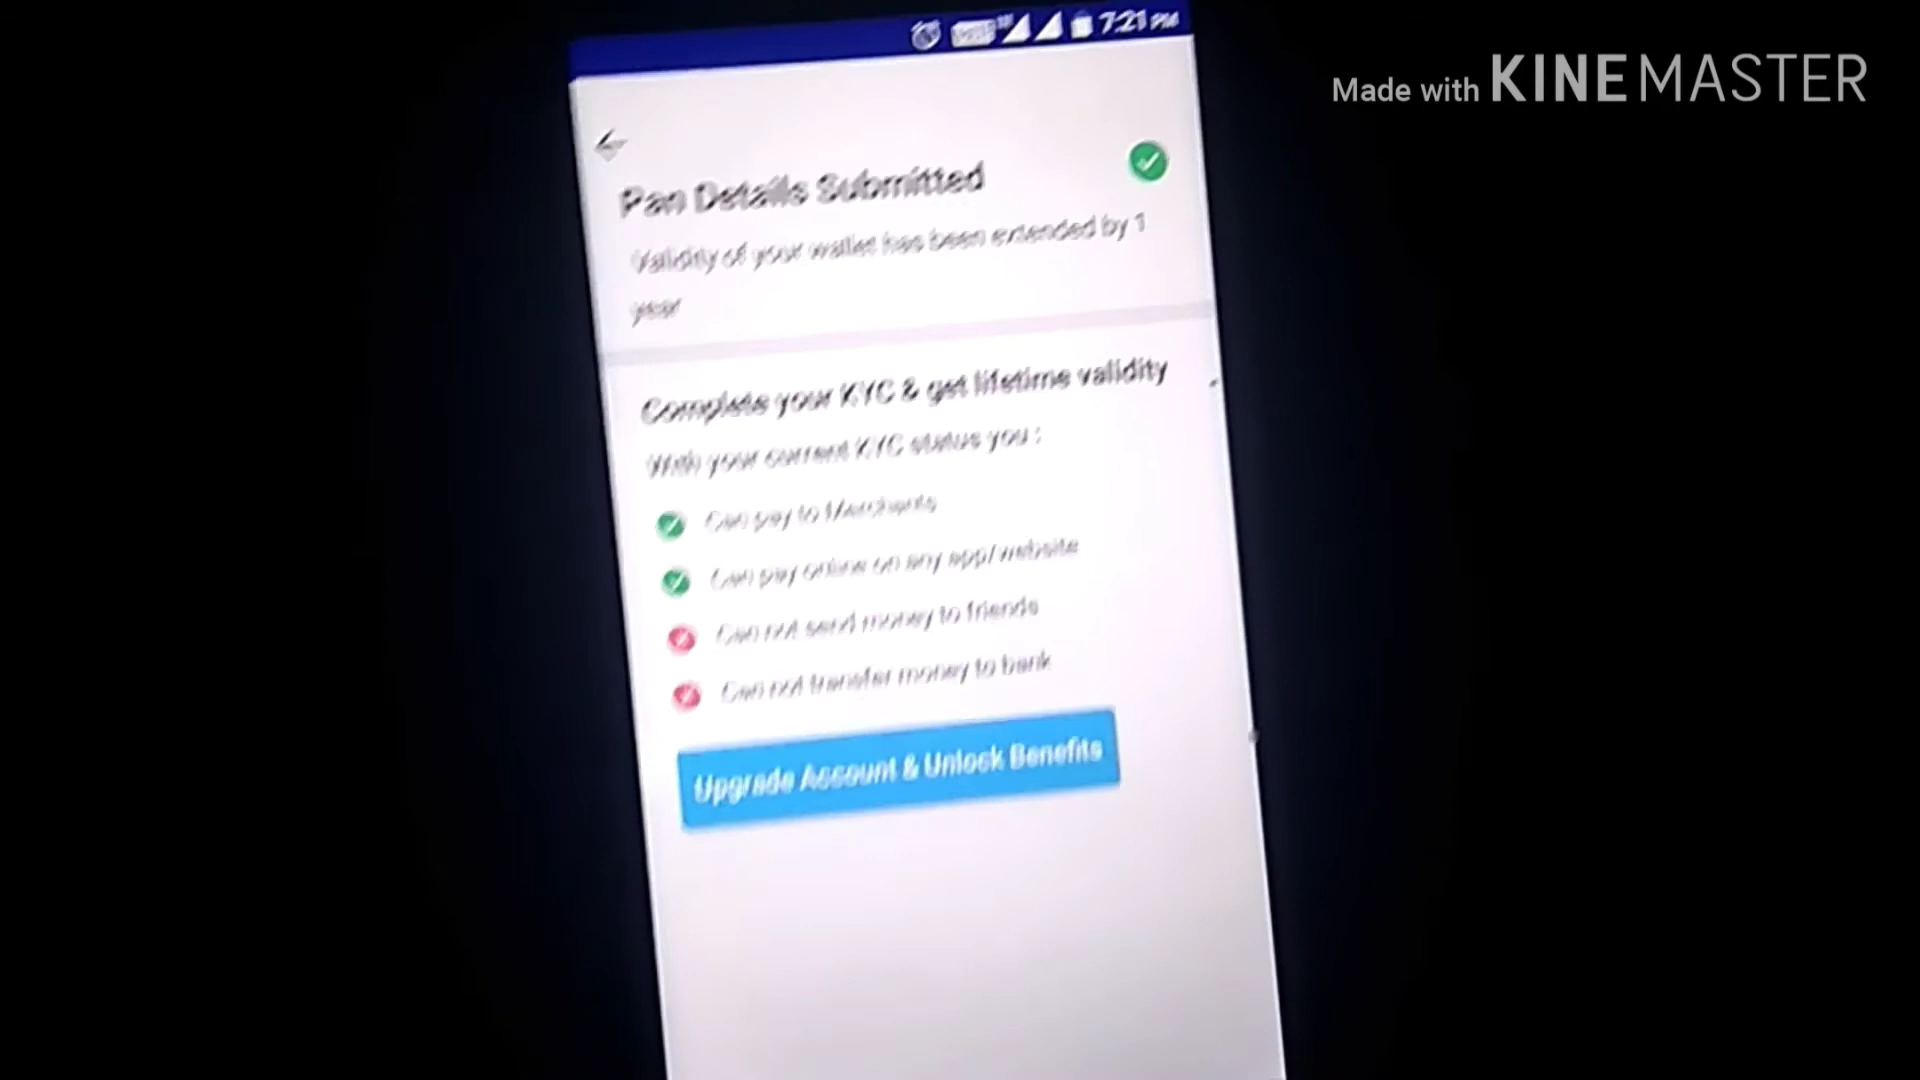 7:21 PM
Made with KINEMASTER
Pan Details Submitted
Validity of your wallet has been extended by 1
year
Complete your KYC & get lifetime validity
With your current KYC status you :
Can pay to Merchants
Can pay online on any app/website
Can not send money to friends
Can not transfer money to bank
Upgrade Account & Unlock Benefits